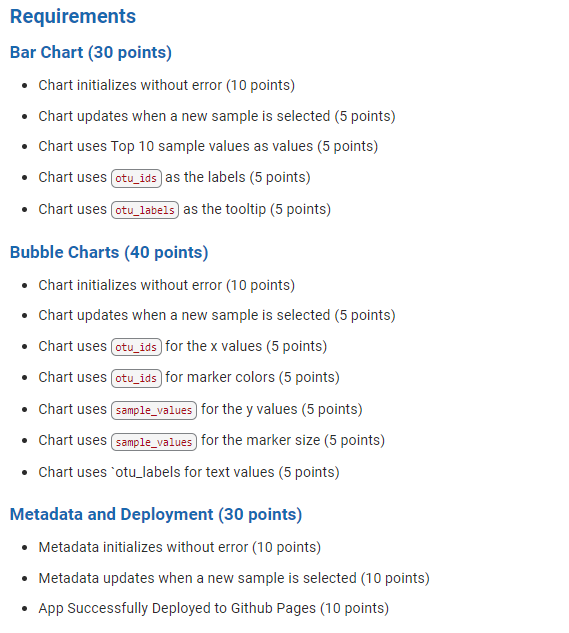 Requirements
Bar Chart (30 points)
Chart initializes without error (10 points)
Chart updates when a new sample is selected (5 points)
Chart uses Top 10 sample values as values (5 points)
Chart uses otu_ids as the labels (5 points)
Chart uses otu_labels as the tooltip (5 points)
Bubble Charts (40 points)
Chart initializes without error (10 points)
Chart updates when a new sample is selected (5 points)
Chart uses otu_ids for the x values (5 points)
Chart uses otu_ids for marker colors (5 points)
Chart uses sample_values for the y values (5 points)
Chart uses sample_values for the marker size (5 points)
Chart uses `otu_labels for text values (5 points)
Metadata and Deployment (30 points)
Metadata initializes without error (10 points)
Metadata updates when a new sample is selected (10 points)
App Successfully Deployed to Github Pages (10 points)